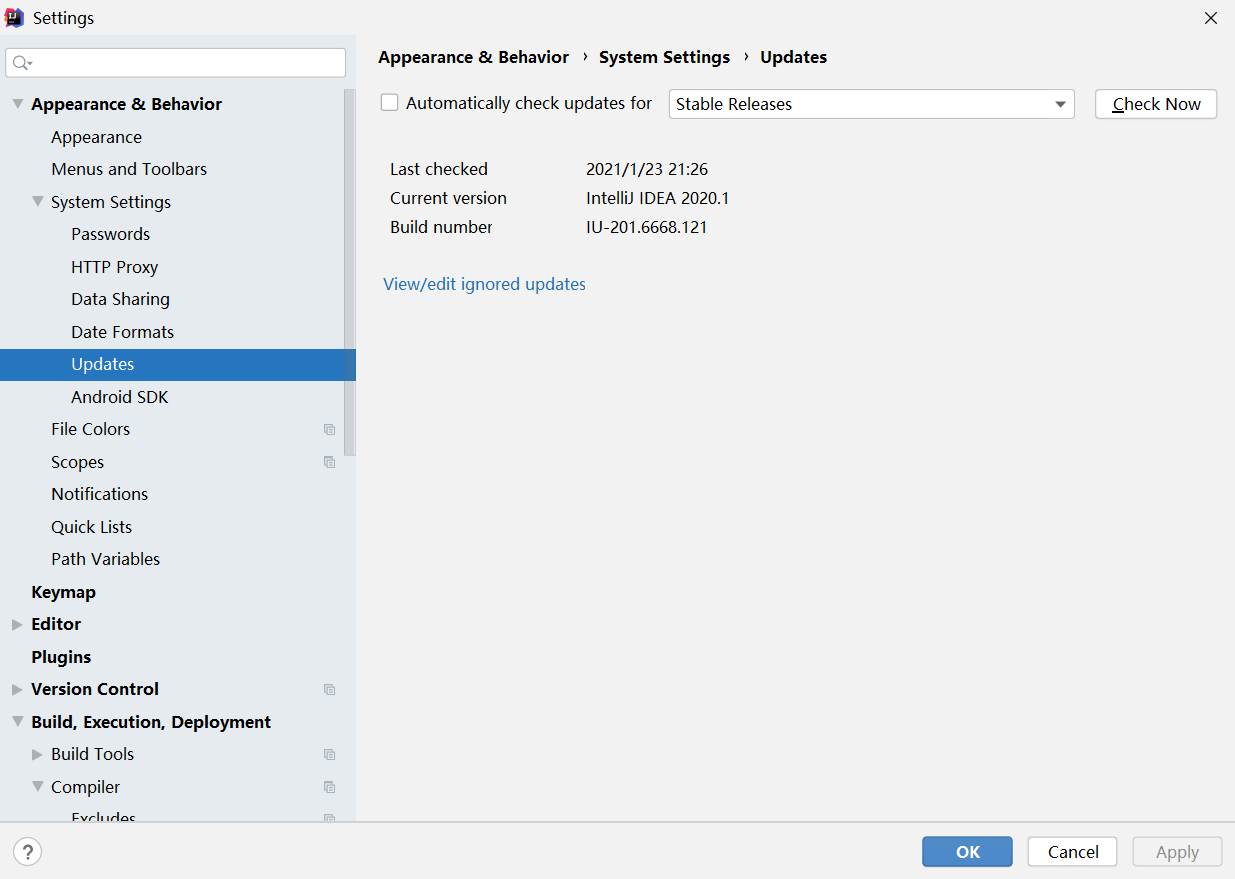 Settings
Appearance & Behavior
Appearance
Menus and Toolbars
System Settings
Passwords
HTTP Proxy
Data Sharing
Date Formats
Updates
Android SDK
File Colors
Scopes
Notifications
Quick Lists
Path Variables
Keymap
Editor
Plugins
Version Control
Build, Execution, Deployment
Build Tools
Compiler
Excludes
Appearance & Behavior › System Settings › Updates
Automatically check updates for Stable Releases Check Now
Last checked 2021/1/23 21:26
Current version IntelliJ IDEA 2020.1
Build number IU-201.6668.121
View/edit ignored updates
? OK Cancel Apply